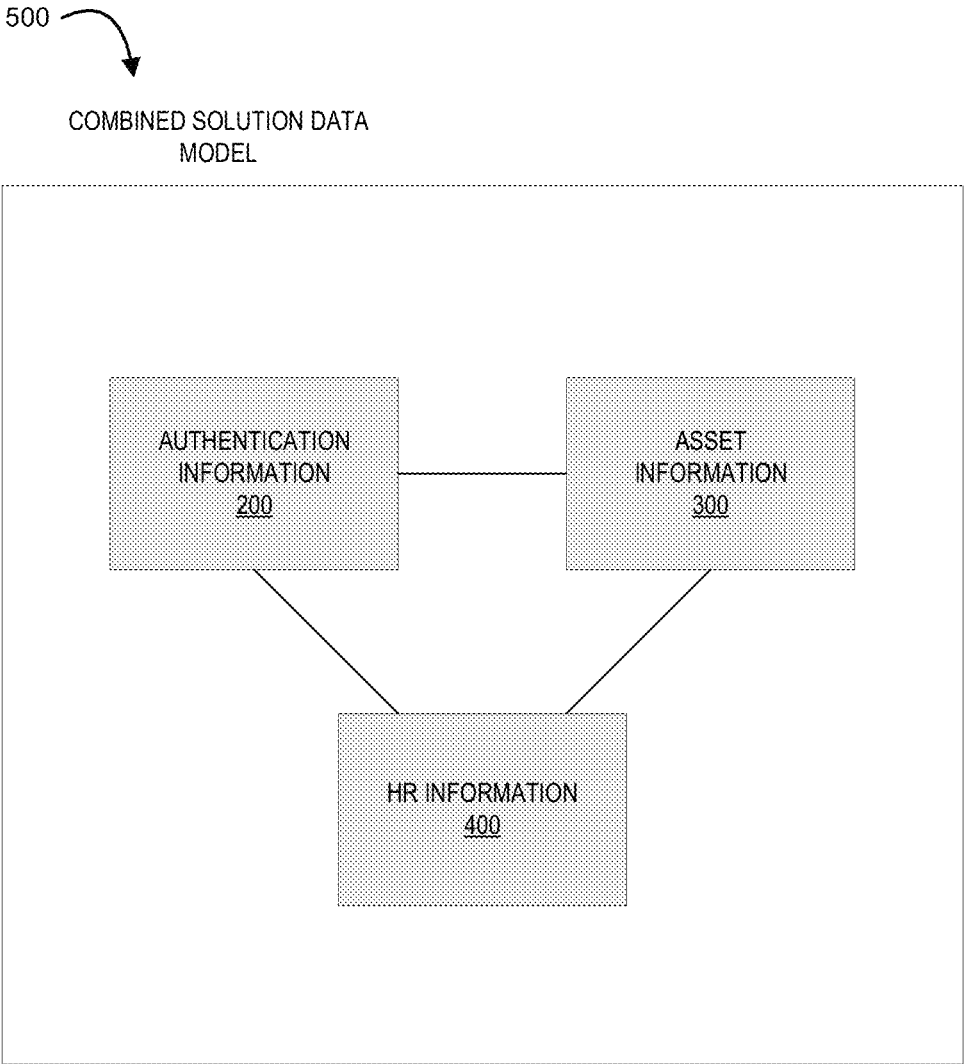 500
COMBINED SOLUTION DATA
MODEL
AUTHENTICATION
INFORMATION
200
ASSET
INFORMATION
300
HR INFORMATION
400